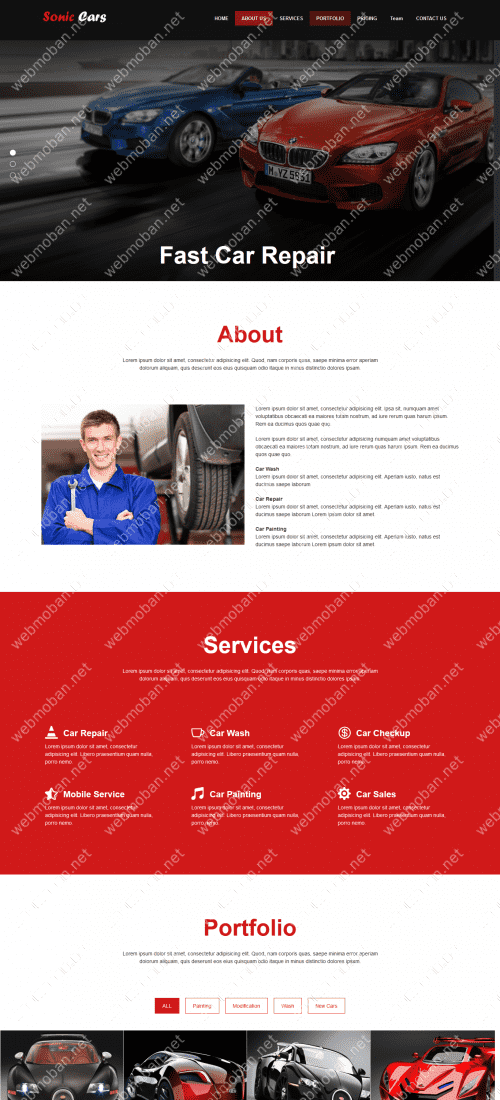 Sonic Cars
HOME ABOUT US SERVICES PORTFOLIO PRICING Team CONTACT US
Fast Car Repair
About
Lorem ipsum dolor sit amet, consectetur adipisicing elit. Quod, nam corporis quas, saepe minima error aperiam
dolorum aliquam, quis deserunt eos eius quisquam odio itaque in minus distinctio dolores ipsam.
Lorem ipsum dolor sit amet, consectetur adipisicing elit. Ipsa sit, numquam amet
voluptatibus obcaecati ea maiores totam nostrum, ad iure rerum quas harum ipsum.
Rem ea ducimus quos quae quo.
Lorem ipsum dolor sit amet, consectetur adipisicing numquam amet voluptatibus
obcaecati ea maiores totam nostrum, ad iure rerum quas harum ipsum. Rem ea ducimus
quos quae quo.
Car Wash
Lorem ipsum dolor sit amet, consectetur adipisicing elit. Aperiam iusto, natus est
ducimus saepe laborum
Car Repair
Lorem ipsum dolor sit amet, consectetur adipisicing elit. Aperiam iusto, natus est
ducimus saepe laborum Lorem ipsum dolor sit amet
Car Painting
Lorem ipsum dolor sit amet, consectetur adipisicing elit. Aperiam iusto, natus est
ducimus saepe laborum Lorem ipsum dolor sit amet
Services
Lorem ipsum dolor sit amet, consectetur adipisicing elit. Quod, nam corporis quas, saepe minima error aperiam
dolorum aliquam, quis deserunt eos eius quisquam odio itaque in minus distinctio dolores ipsam.
Car Repair
Lorem ipsum dolor sit amet, consectetur
adipisicing elit. Libero praesentium quam nulla,
porro nemo.
Car Wash
Lorem ipsum dolor sit amet, consectetur
adipisicing elit. Libero praesentium quam nulla,
porro nemo.
Car Checkup
Lorem ipsum dolor sit amet, consectetur
adipisicing elit. Libero praesentium quam nulla,
porro nemo.
Mobile Service
Lorem ipsum dolor sit amet, consectetur
adipisicing elit. Libero praesentium quam nulla,
porro nemo.
Car Painting
Lorem ipsum dolor sit amet, consectetur
adipisicing elit. Libero praesentium quam nulla,
porro nemo.
Car Sales
Lorem ipsum dolor sit amet, consectetur
adipisicing elit. Libero praesentium quam nulla,
porro nemo.
Portfolio
Lorem ipsum dolor sit amet, consectetur adipisicing elit. Quod, nam corporis quas, saepe minima error aperiam
dolorum aliquam, quis deserunt eos eius quisquam odio itaque in minus distinctio dolores ipsam.
ALL Painting Modification Wash New Cars
webmoban.net